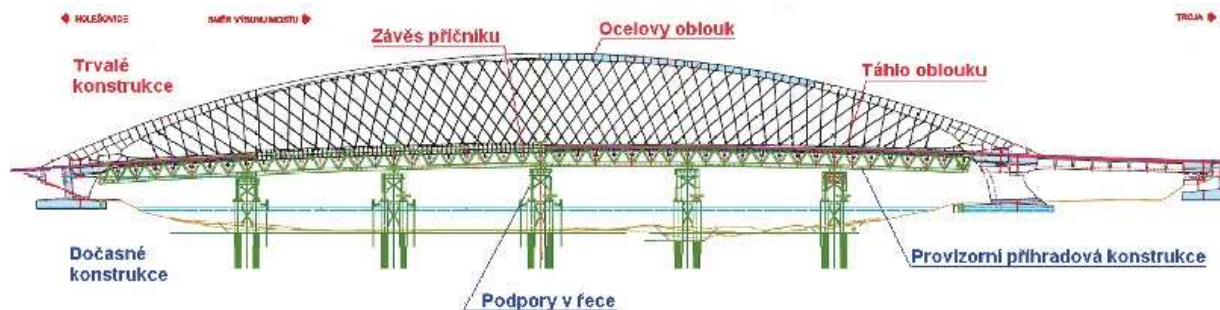 HOLEŠOVICE
SMĚR VÝSUNU MOSTU
TROJA
Závěs příčníku
Ocelovy oblouk
Trvalé
konstrukce
Táhlo oblouku
Dočasné
konstrukce
Provizorní příhradová konstrukce
Podpory v řece